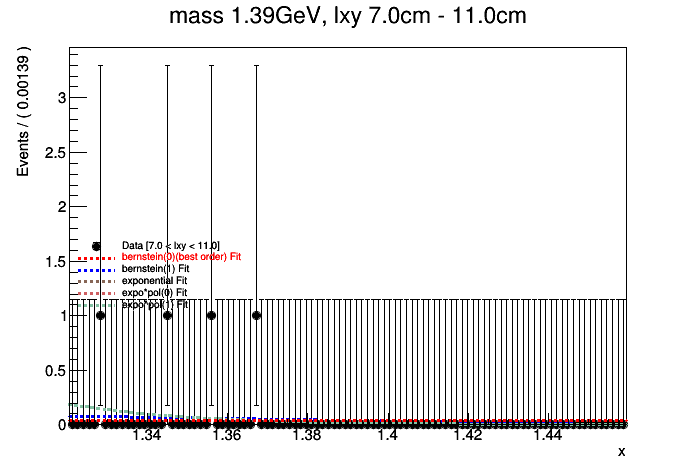 mass 1.39GeV, lxy 7.0cm - 11.0cm
Events / ( 0.00139 )
3
2.5
2
Data [7.0 < lxy < 11.0]
bernstein(0)(best order) Fit
1.5
bernstein(1) Fit
exponential Fit
expo*pol(0) Fit
expo*pol(1) Fit
1
0.5
0
1.34 1.36 1.38 1.4 1.42 1.44
x